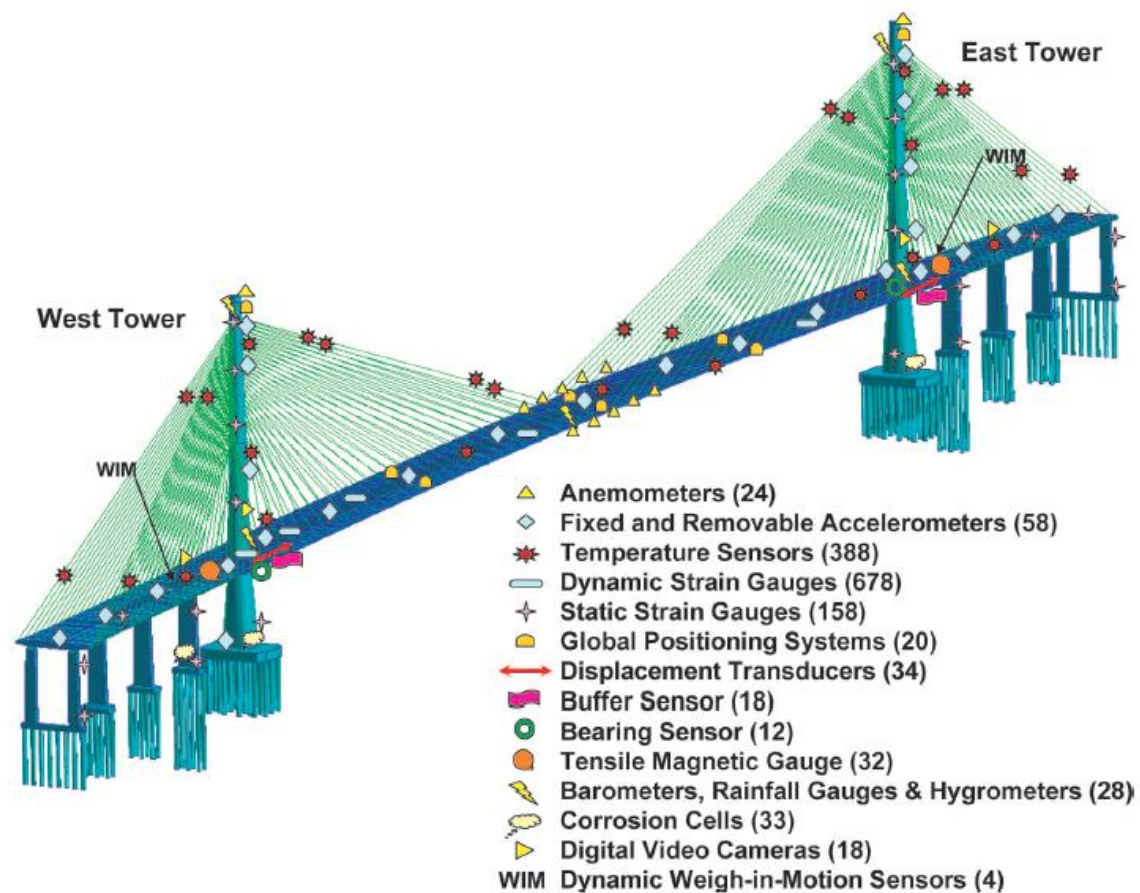 East Tower
WIM
West Tower
WIM
Anemometers (24)
Fixed and Removable Accelerometers (58)
Temperature Sensors (388)
Dynamic Strain Gauges (678)
Static Strain Gauges (158)
Global Positioning Systems (20)
Displacement Transducers (34)
Buffer Sensor (18)
Bearing Sensor (12)
Tensile Magnetic Gauge (32)
Barometers, Rainfall Gauges & Hygrometers (28)
Corrosion Cells (33)
Digital Video Cameras (18)
WIM Dynamic Weigh-in-Motion Sensors (4)